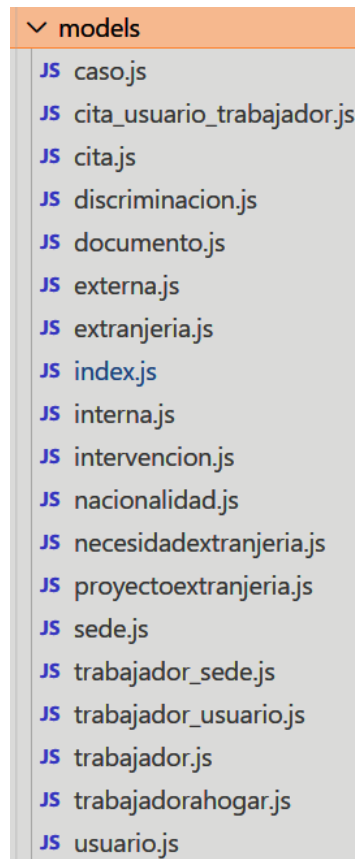 models
JS caso.js
JS cita_usuario_trabajador.js
JS cita.js
JS discriminacion.js
JS documento.js
JS externa.js
JS extranjeria.js
JS index.js
JS interna.js
JS intervencion.js
JS nacionalidad.js
JS necesidadextranjeria.js
JS proyectoextranjeria.js
JS sede.js
JS trabajador_sede.js
JS trabajador_usuario.js
JS trabajador.js
JS trabajadorahogar.js
JS usuario.js